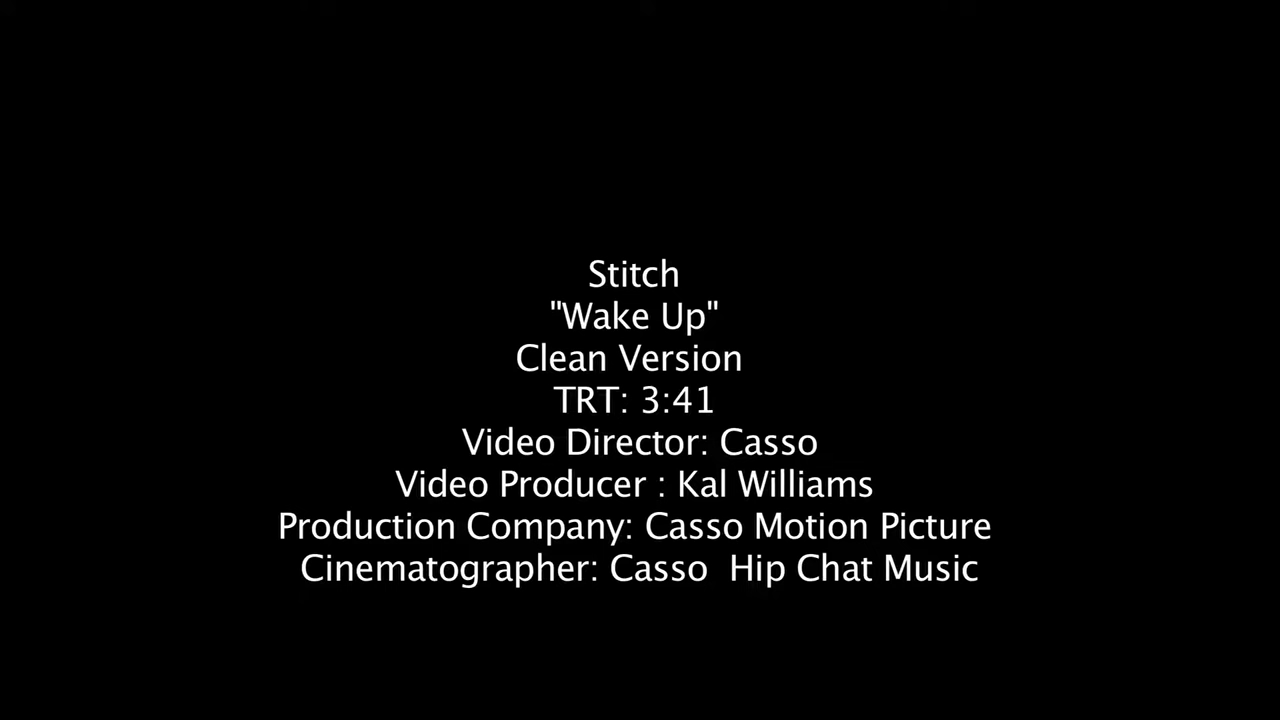 Stitch
"Wake Up"
Clean Version
TRT: 3:41
Video Director: Casso
Video Producer : Kal Williams
Production Company: Casso Motion Picture
Cinematographer: Casso  Hip Chat Music